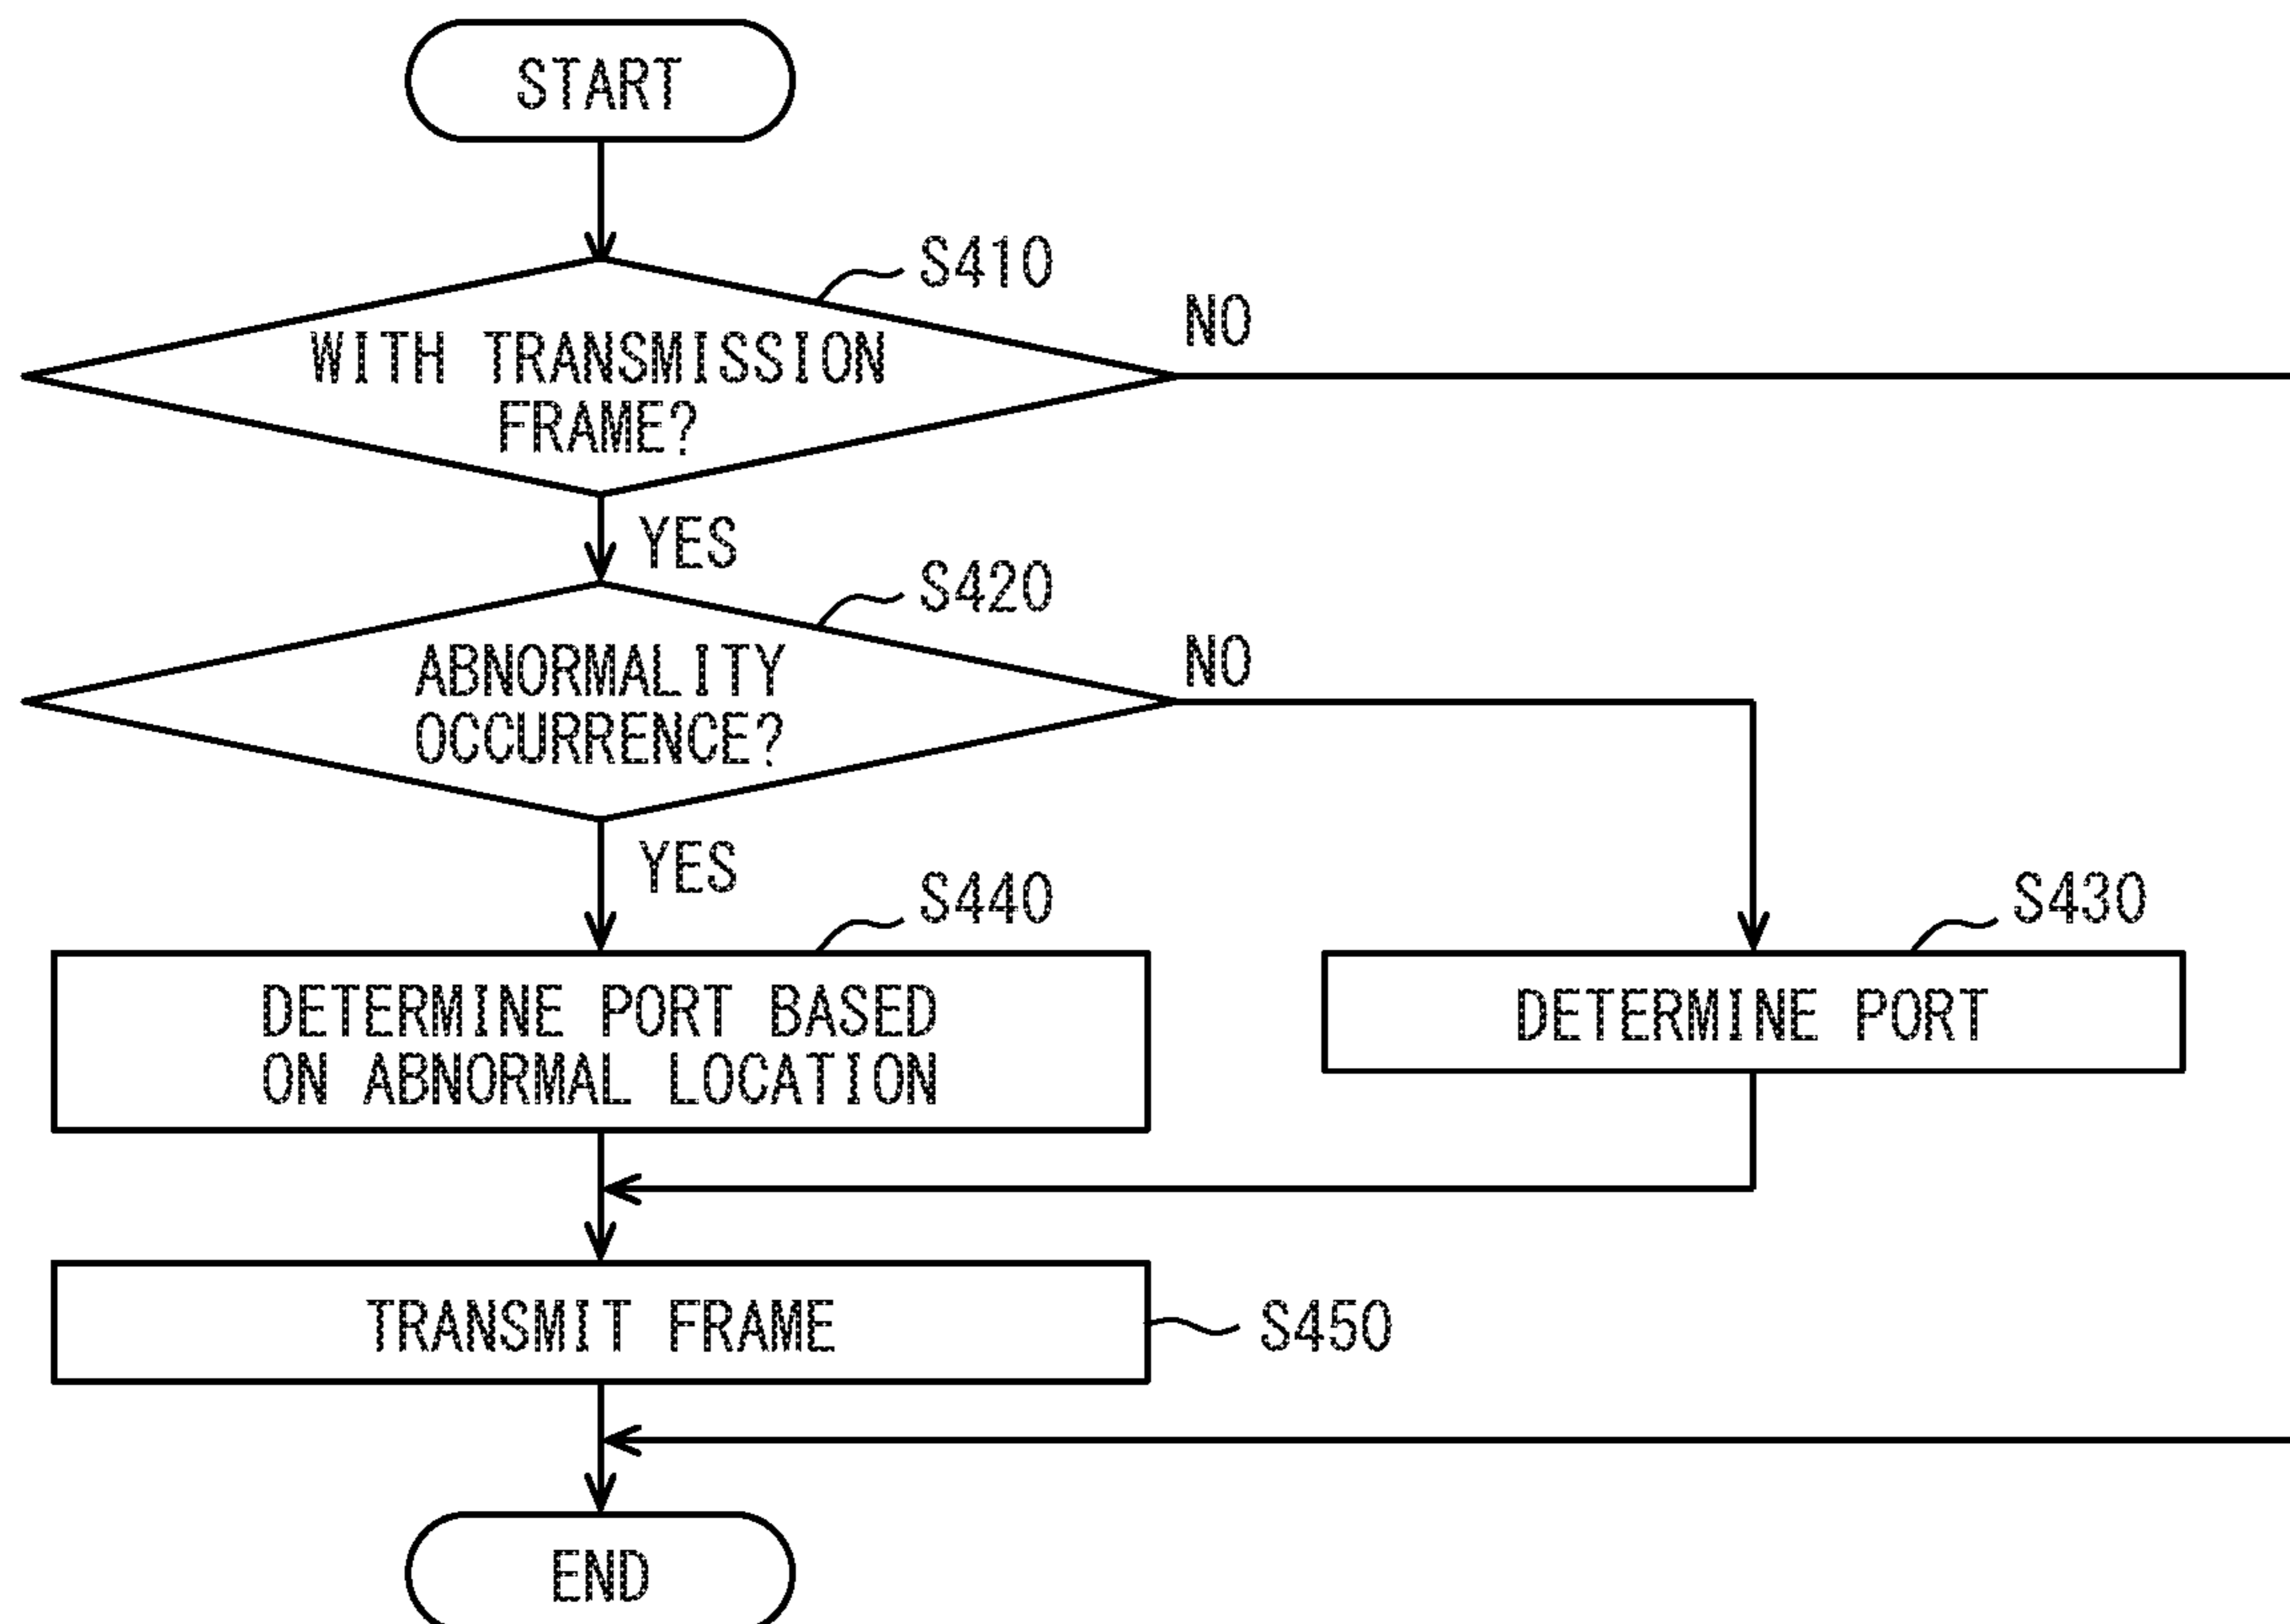 START
S410
NO
WITH TRANSMISSION
FRAME?
YES
S420
NO
ABNORMALITY
OCCURRENCE?
YES
S440
S430
DETERMINE PORT BASED
ON ABNORMAL LOCATION
DETERMINE PORT
TRANSMIT FRAME
S450
END